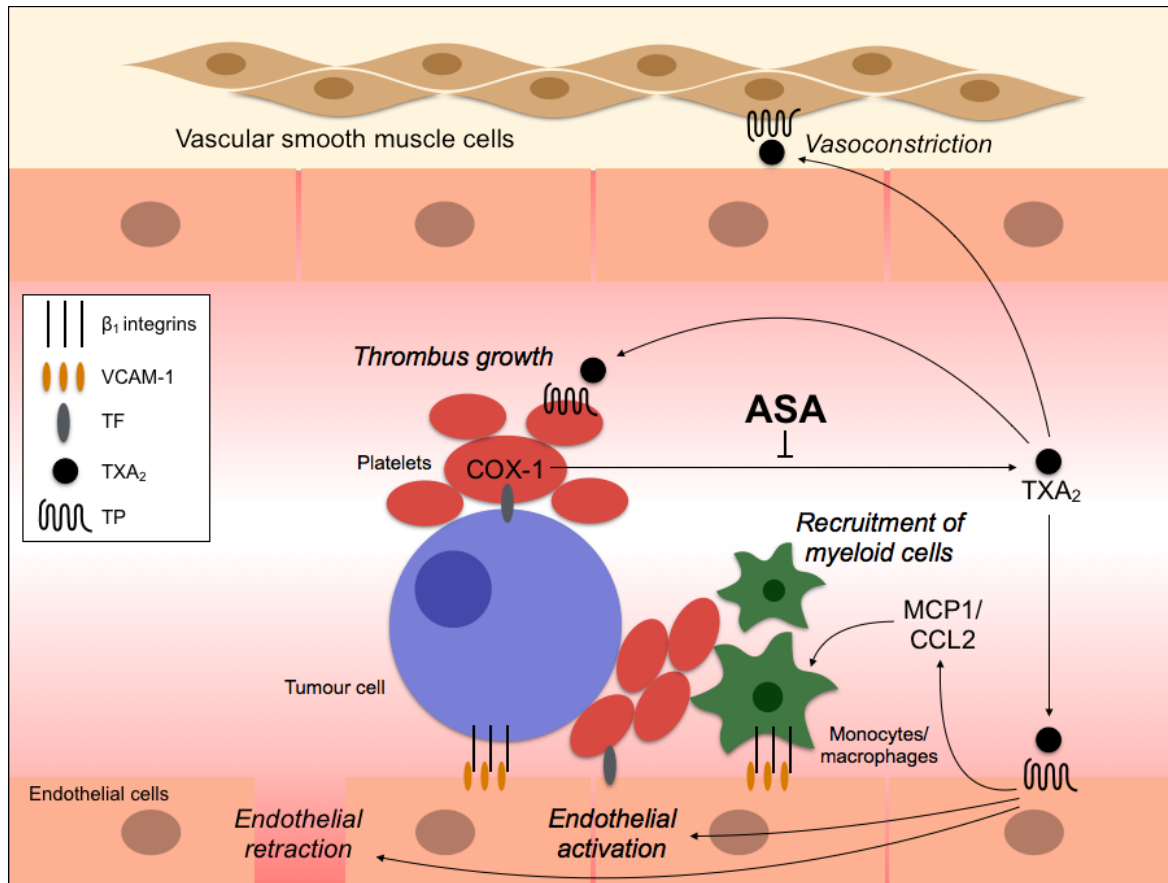 Vascular smooth muscle cells
Vasoconstriction
β₁ integrins
VCAM-1
TF
TXA₂
TP
Thrombus growth
ASA
Platelets
COX-1
TXA₂
Recruitment of
myeloid cells
MCP1/
CCL2
Tumour cell
Monocytes/
macrophages
Endothelial cells
Endothelial
retraction
Endothelial
activation